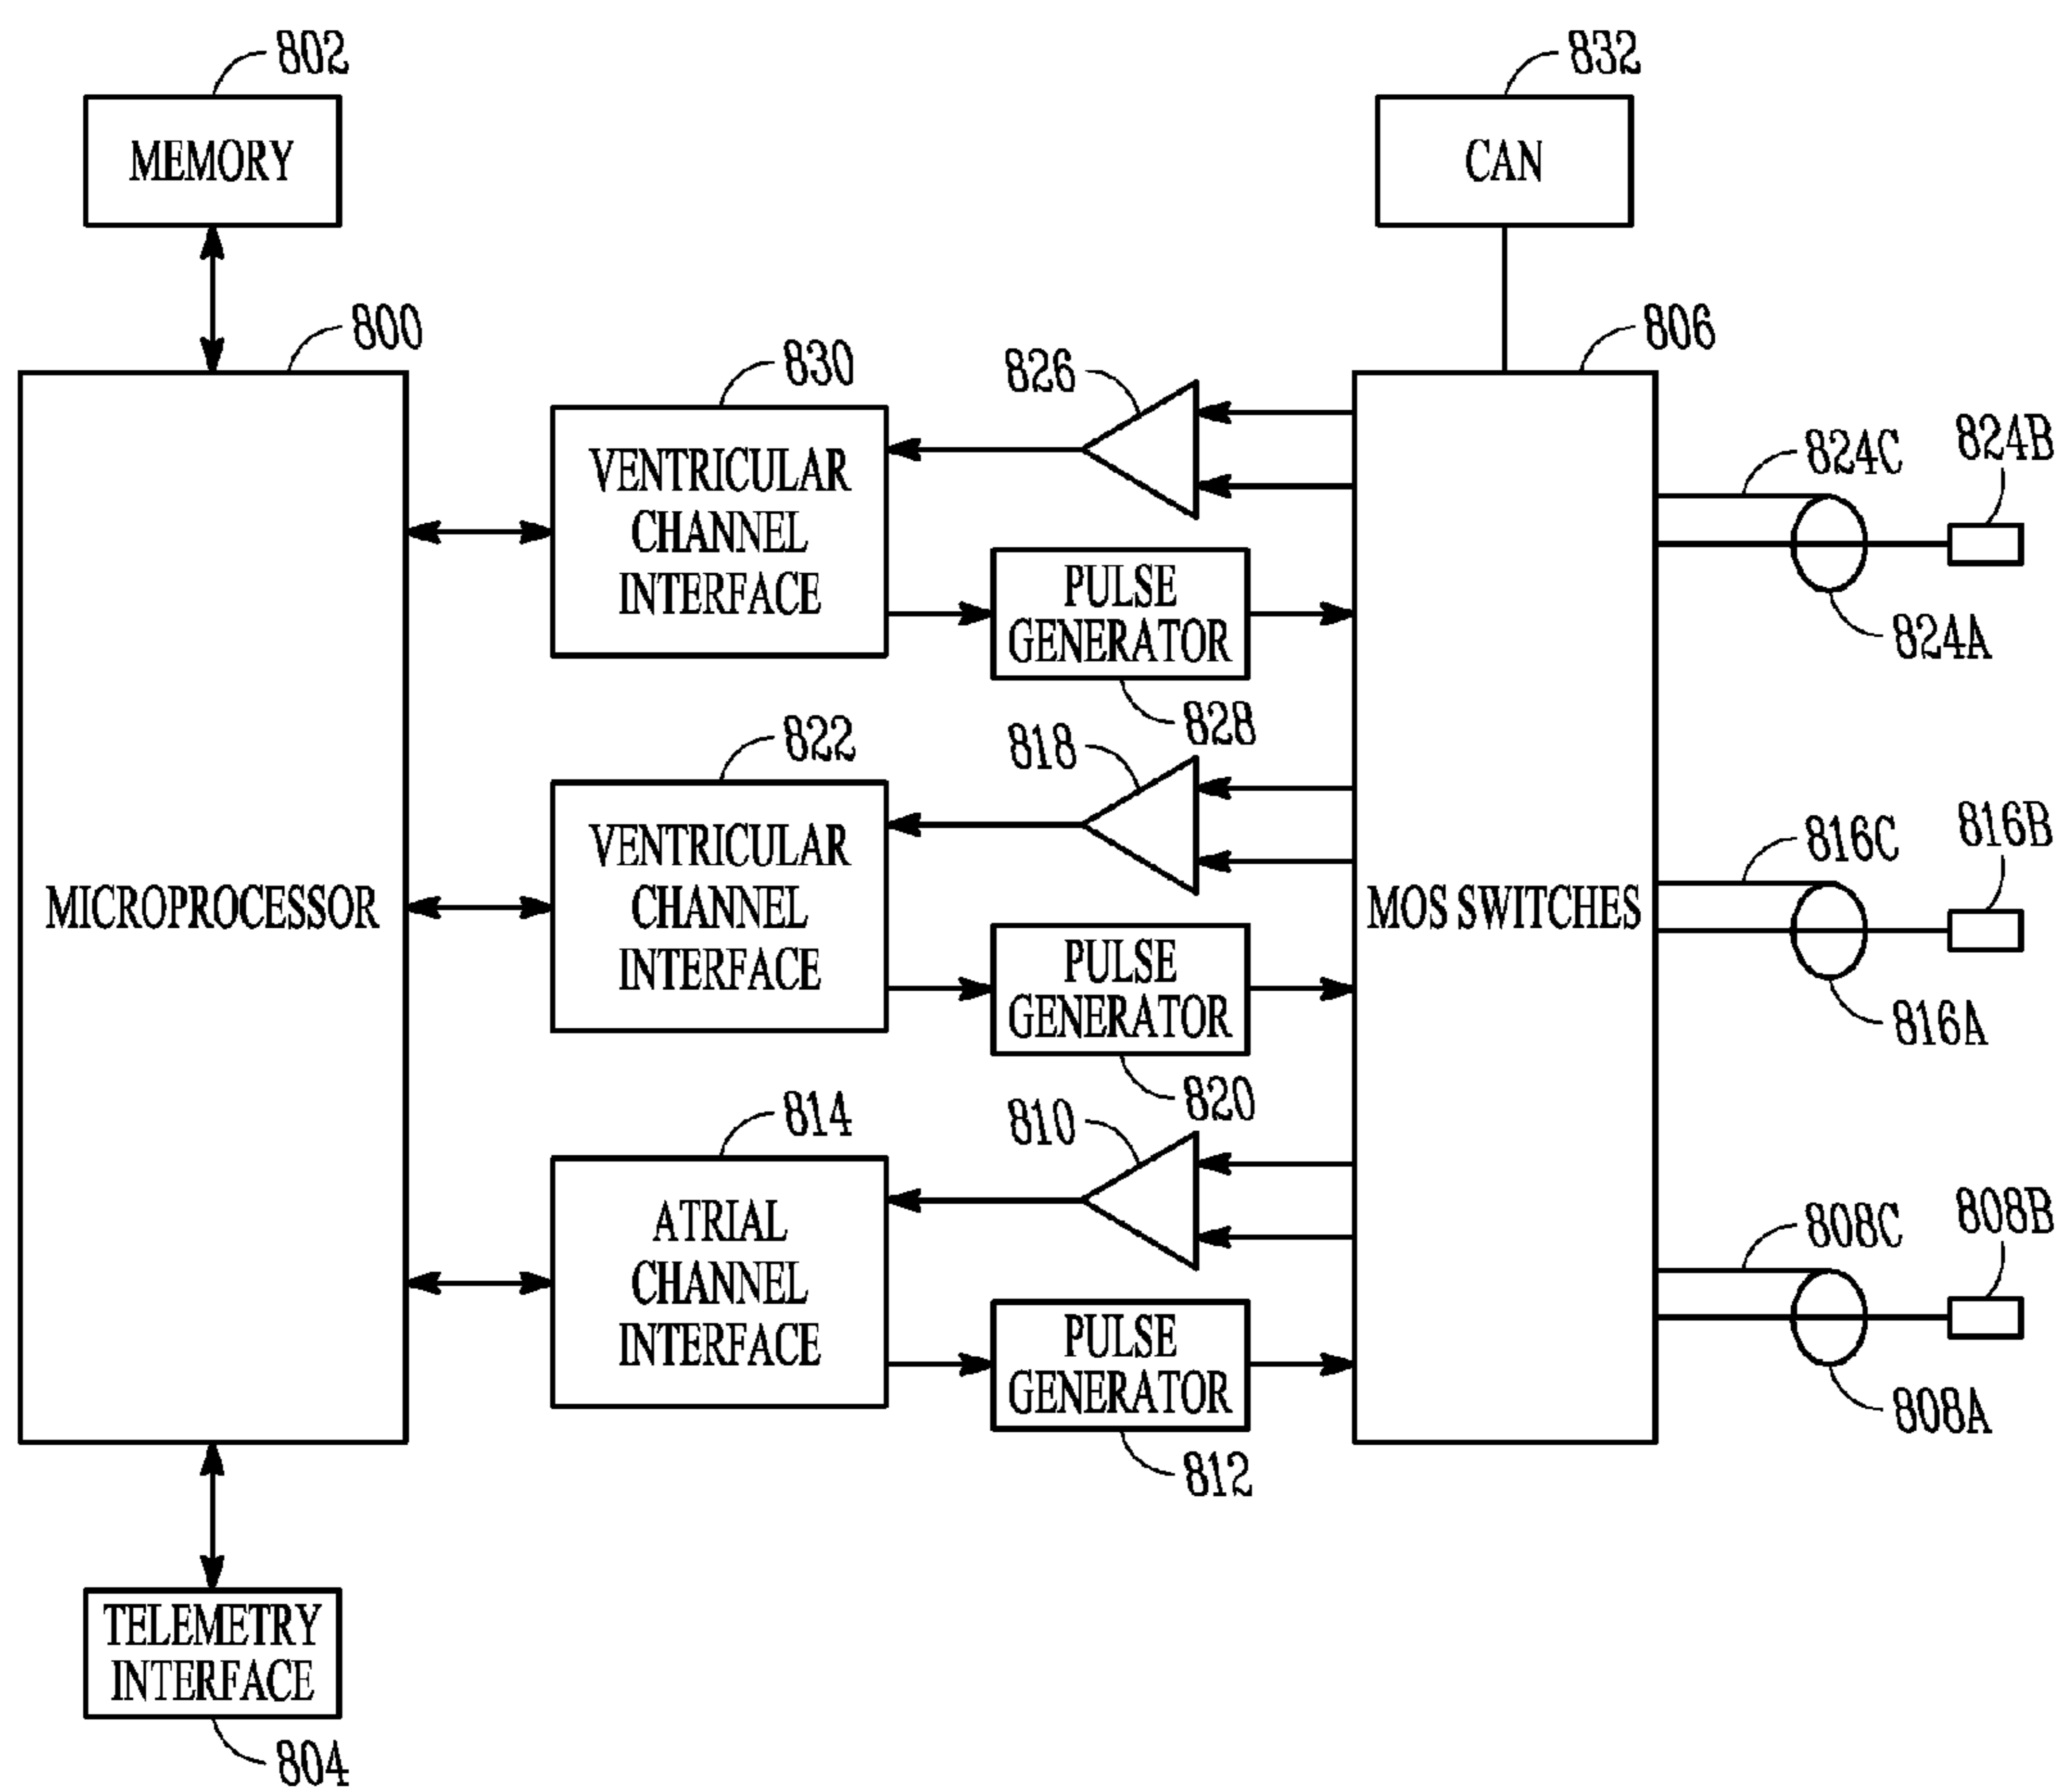 802
MEMORY
832
CAN
800
MICROPROCESSOR
830
VENTRICULAR
CHANNEL
INTERFACE
826
PULSE
GENERATOR
828
806
MOS SWITCHES
824C
824B
824A
822
VENTRICULAR
CHANNEL
INTERFACE
818
PULSE
GENERATOR
820
816C
816B
816A
814
ATRIAL
CHANNEL
INTERFACE
810
PULSE
GENERATOR
812
808C
808B
808A
TELEMETRY
INTERFACE
804